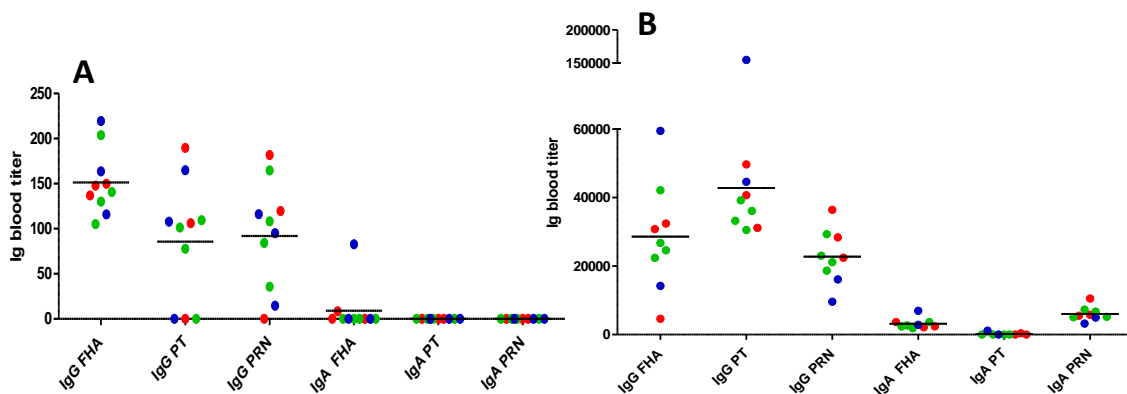 A
Ig blood titer
250
200
150
100
50
0
IgG FHA
IgG PT
IgG PRN
IgA FHA
IgA PT
IgA PRN
B
Ig blood titer
200000
150000
60000
40000
20000
0
IgG FHA
IgG PT
IgG PRN
IgA FHA
IgA PT
IgA PRN